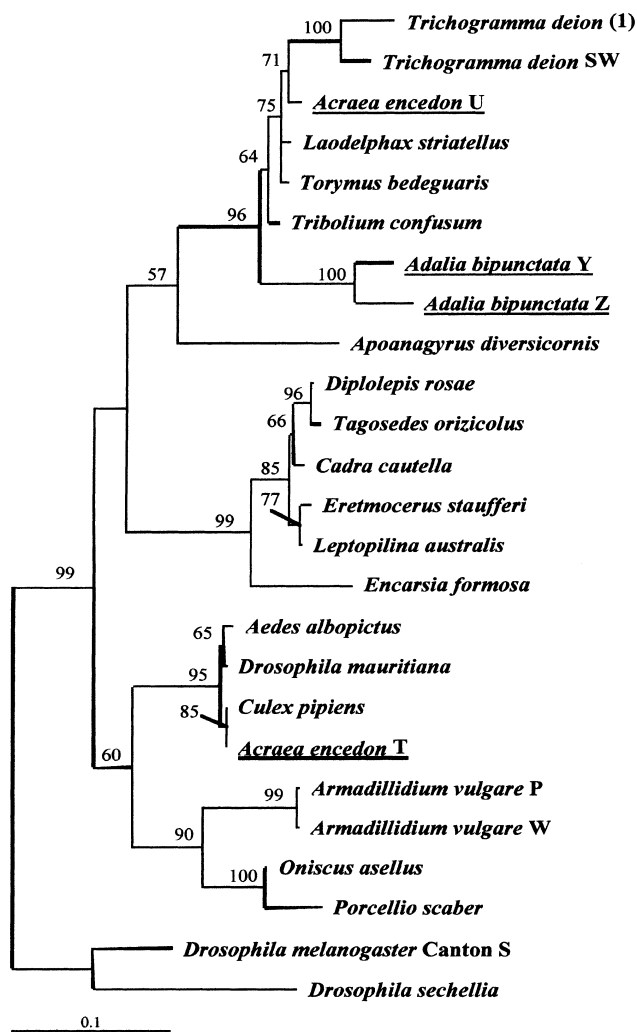 100 Trichogramma deion (1)
Trichogramma deion SW
71
Acraea encedon U
75
Laodelphax striatellus
64
Torymus bedeguaris
96 Tribolium confusum
100 Adalia bipunctata Y
57
Adalia bipunctata Z
Apoanagyrus diversicornis
96 Diplolepis rosae
66 Tagosedes orizicolus
85 Cadra cautella
77 Eretmocerus staufferi
99
Leptopilina australis
99 Encarsia formosa
65 Aedes albopictus
95 Drosophila mauritiana
85 Culex pipiens
60 Acraea encedon T
99 Armadillidium vulgare P
90 Armadillidium vulgare W
100 Oniscus asellus
Porcellio scaber
Drosophila melanogaster Canton S
Drosophila sechellia
0.1